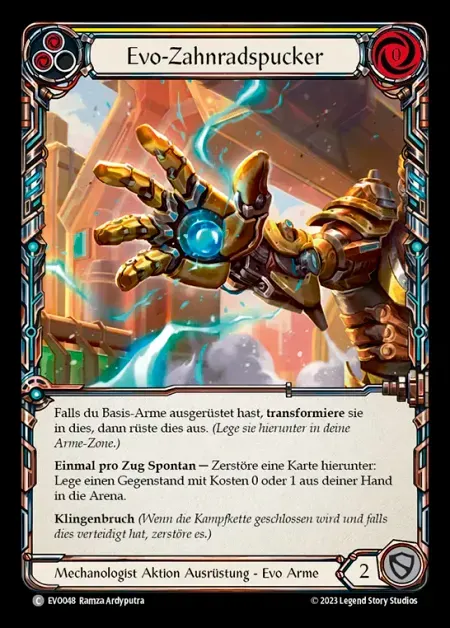 Evo-Zahnradspucker
0
Falls du Basis-Arme ausgerüstet hast, transformiere sie
in dies, dann rüste dies aus. (Lege sie hierunter in deine
Arme-Zone.)
Einmal pro Zug Spontan — Zerstöre eine Karte hierunter:
Lege einen Gegenstand mit Kosten 0 oder 1 aus deiner Hand
in die Arena.
Klingenbruch (Wenn die Kampfkette geschlossen wird und falls
dies verteidigt hat, zerstöre es.)
Mechanologist Aktion Ausrüstung - Evo Arme
2
C EVO048 Ramza Ardyputra
© 2023 Legend Story Studios